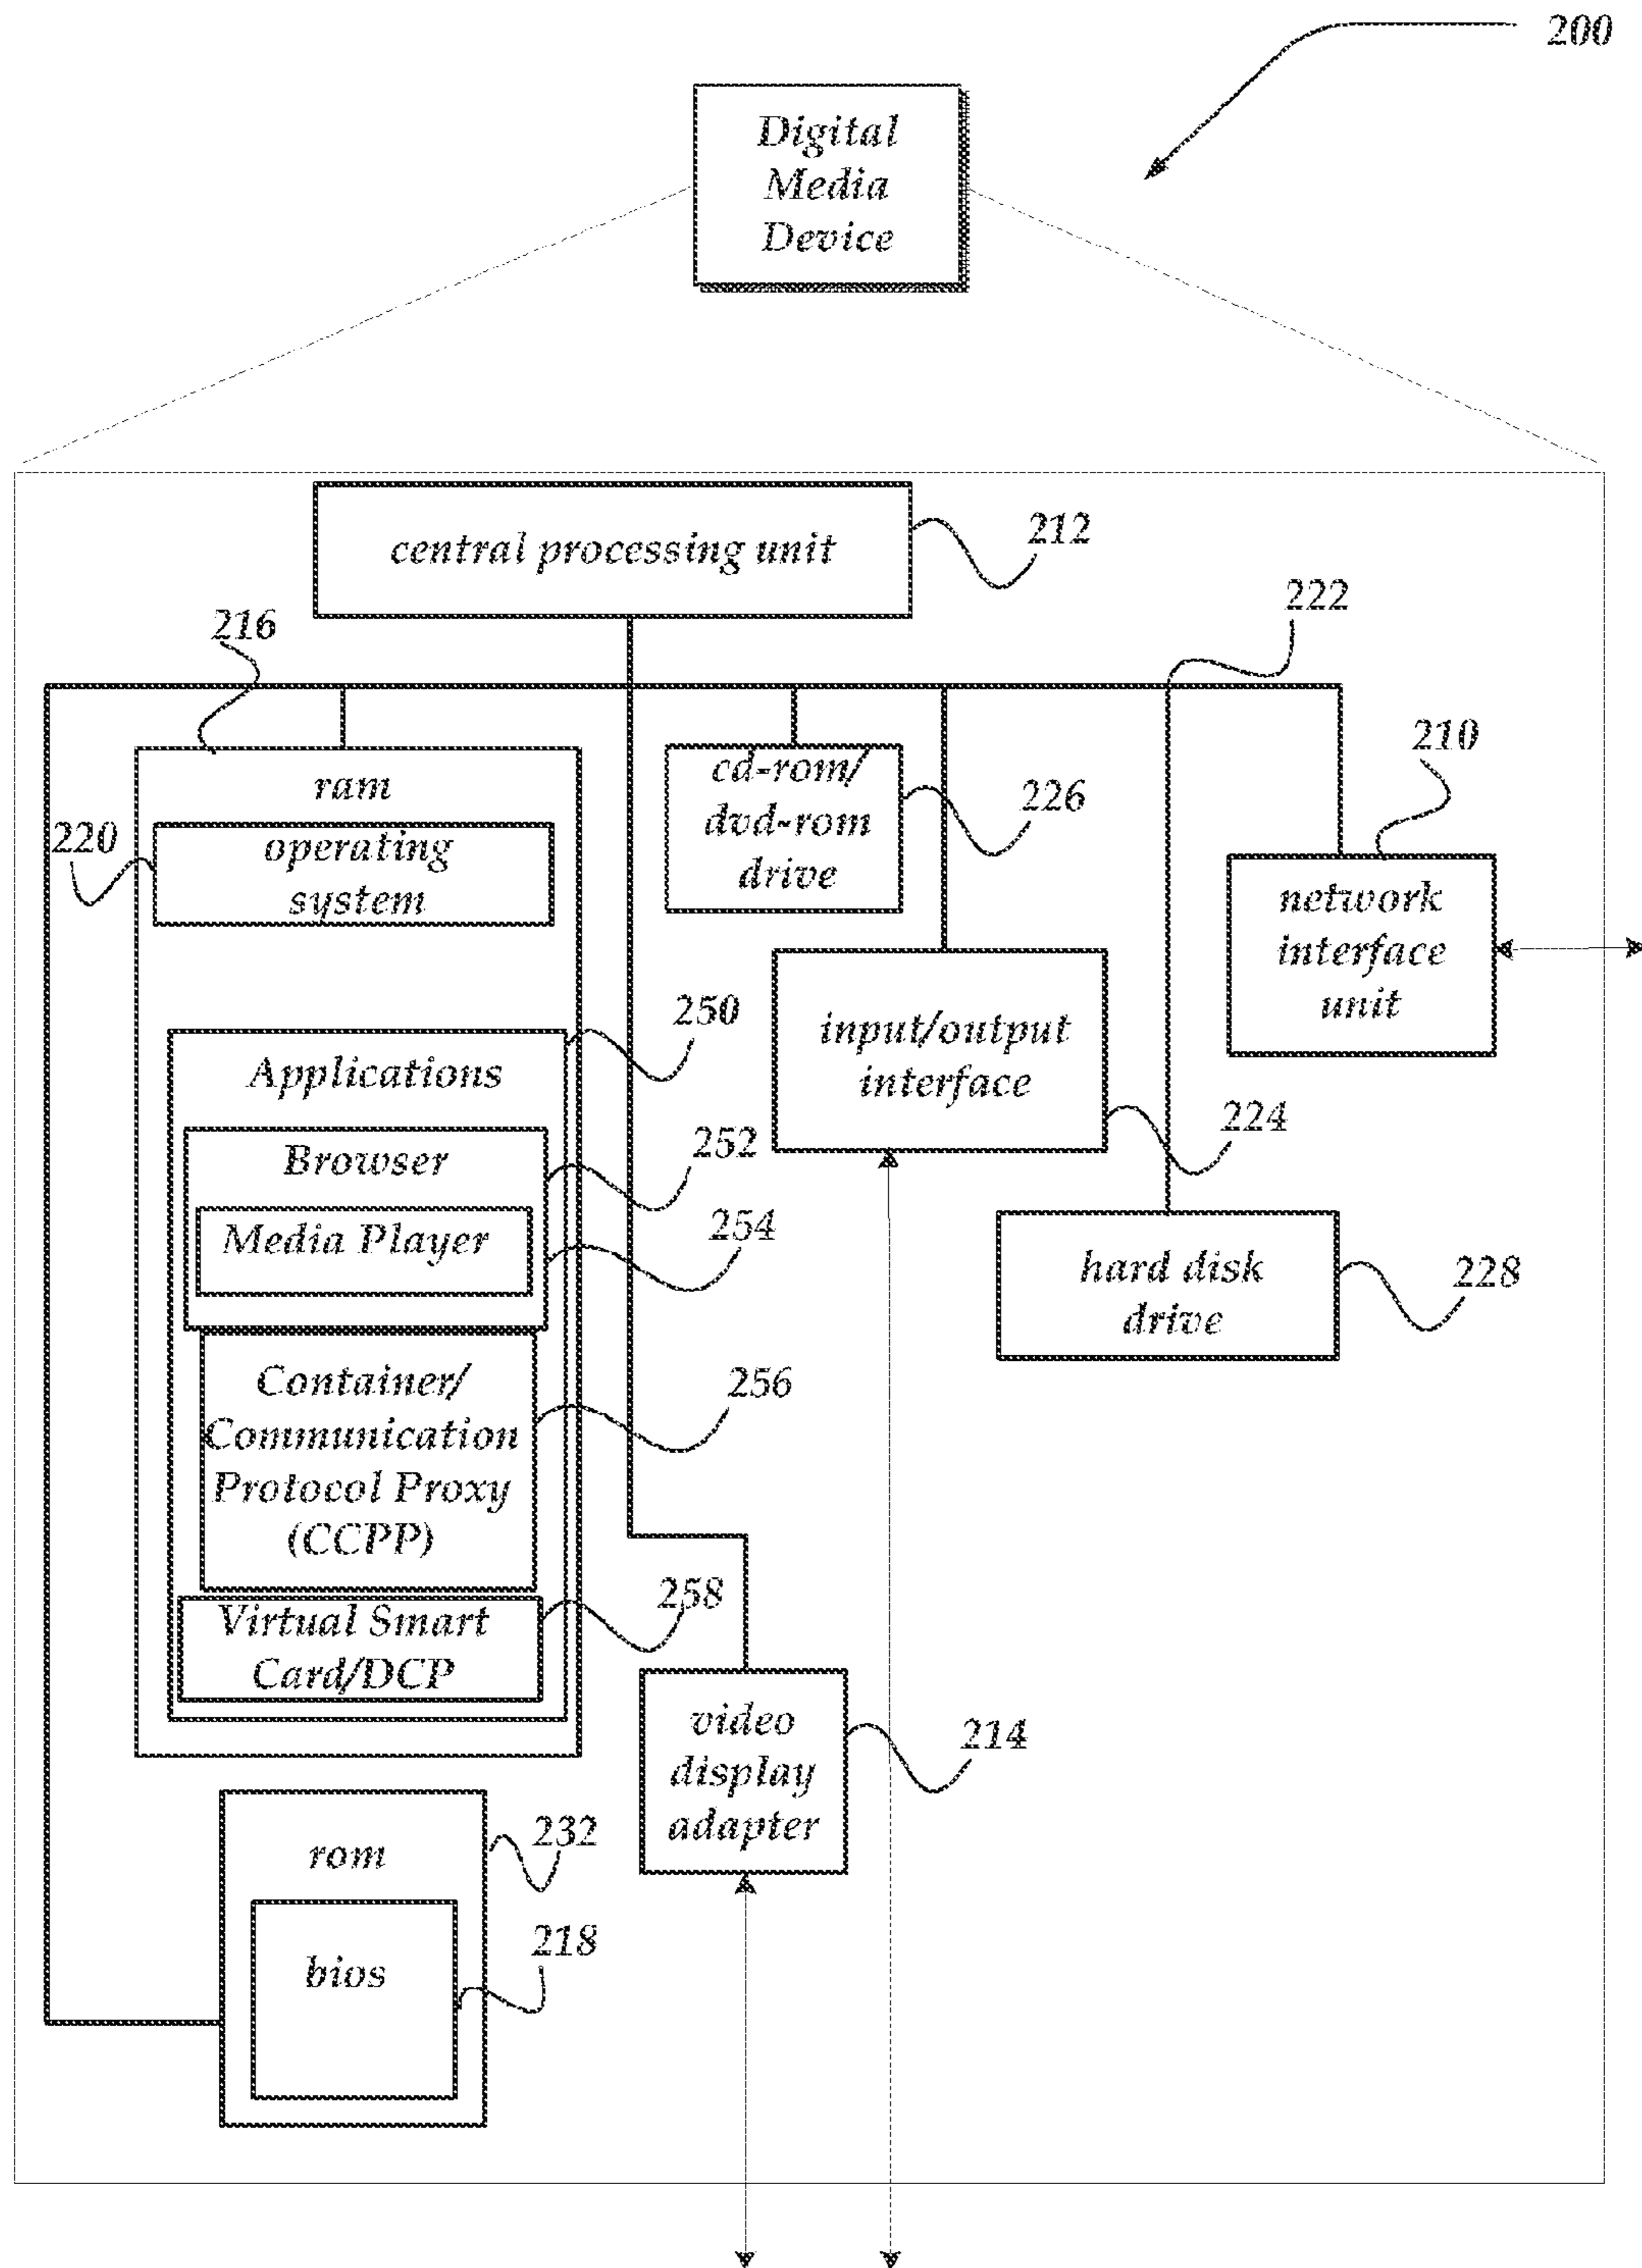 200
Digital
Media
Device
central processing unit
212
222
216
210
ram
cd-rom/
dvd-rom
drive
226
220
operating
system
network
interface
unit
250
input/output
interface
Applications
224
252
Browser
254
Media Player
hard disk
drive
228
256
Container/
Communication
Protocol Proxy
(CCPP)
258
Virtual Smart
Card/DCP
video
display
adapter
214
232
rom
218
bios